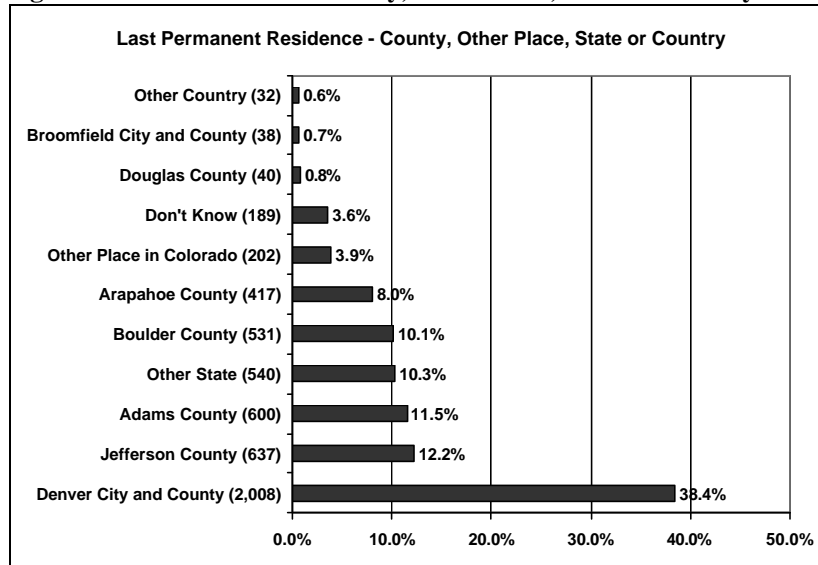 Last Permanent Residence - County, Other Place, State or Country
Other Country (32) 0.6%
Broomfield City and County (38) 0.7%
Douglas County (40) 0.8%
Don't Know (189) 3.6%
Other Place in Colorado (202) 3.9%
Arapahoe County (417) 8.0%
Boulder County (531) 10.1%
Other State (540) 10.3%
Adams County (600) 11.5%
Jefferson County (637) 12.2%
Denver City and County (2,008) 38.4%
0.0% 10.0% 20.0% 30.0% 40.0% 50.0%